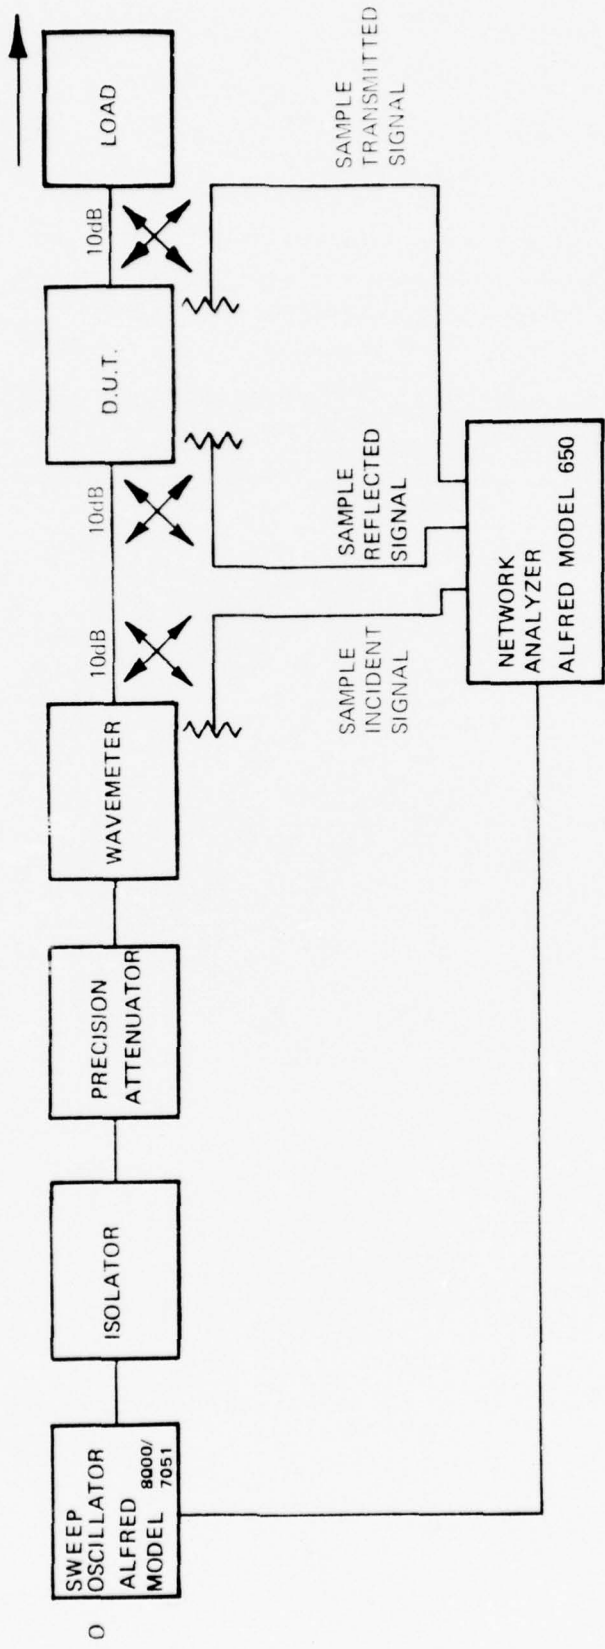 O
SWEEP
OSCILLATOR
ALFRED
MODEL 8000/
7051
ISOLATOR
PRECISION
ATTENUATOR
WAVEMETER
10dB
10dB
D.U.T.
10dB
LOAD
SAMPLE
INCIDENT
SIGNAL
SAMPLE
REFLECTED
SIGNAL
SAMPLE
TRANSMITTED
SIGNAL
NETWORK
ANALYZER
ALFRED MODEL 650